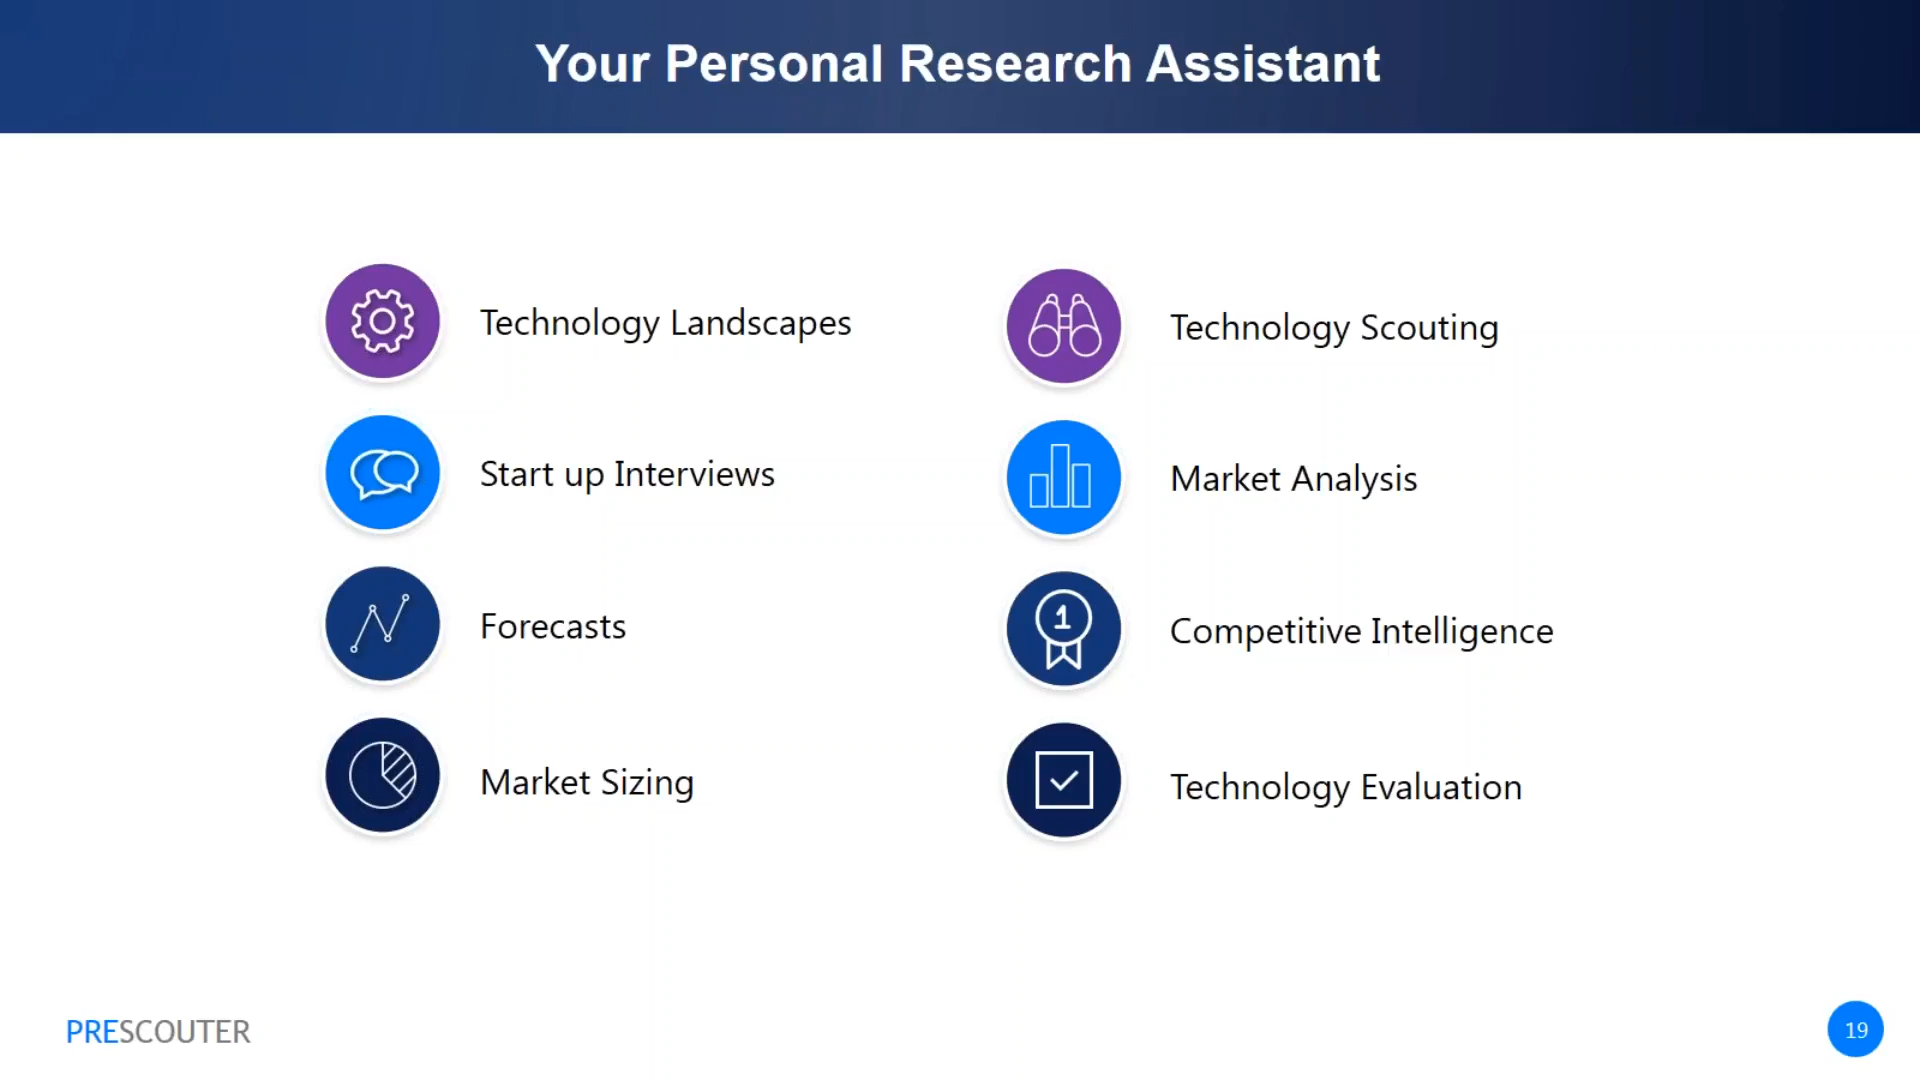 Your Personal Research Assistant
Technology Landscapes
Technology Scouting
Start up Interviews
Market Analysis
Forecasts
1
Competitive Intelligence
Market Sizing
Technology Evaluation
PRESCOUTER
19